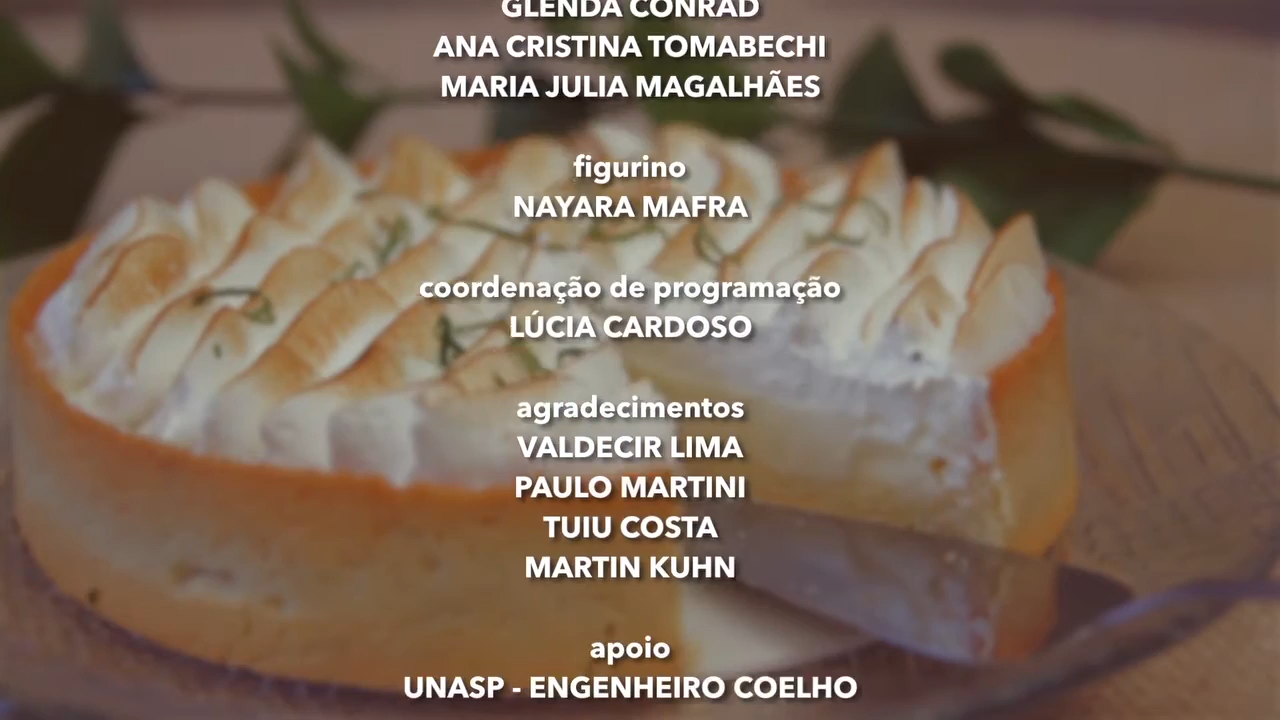 GLENDA CONRAD
ANA CRISTINA TOMABECHI
MARIA JULIA MAGALHÃES
figurino
NAYARA MAFRA
coordenação de programação
LÚCIA CARDOSO
agradecimentos
VALDECIR LIMA
PAULO MARTINI
TUIU COSTA
MARTIN KUHN
apoio
UNASP - ENGENHEIRO COELHO